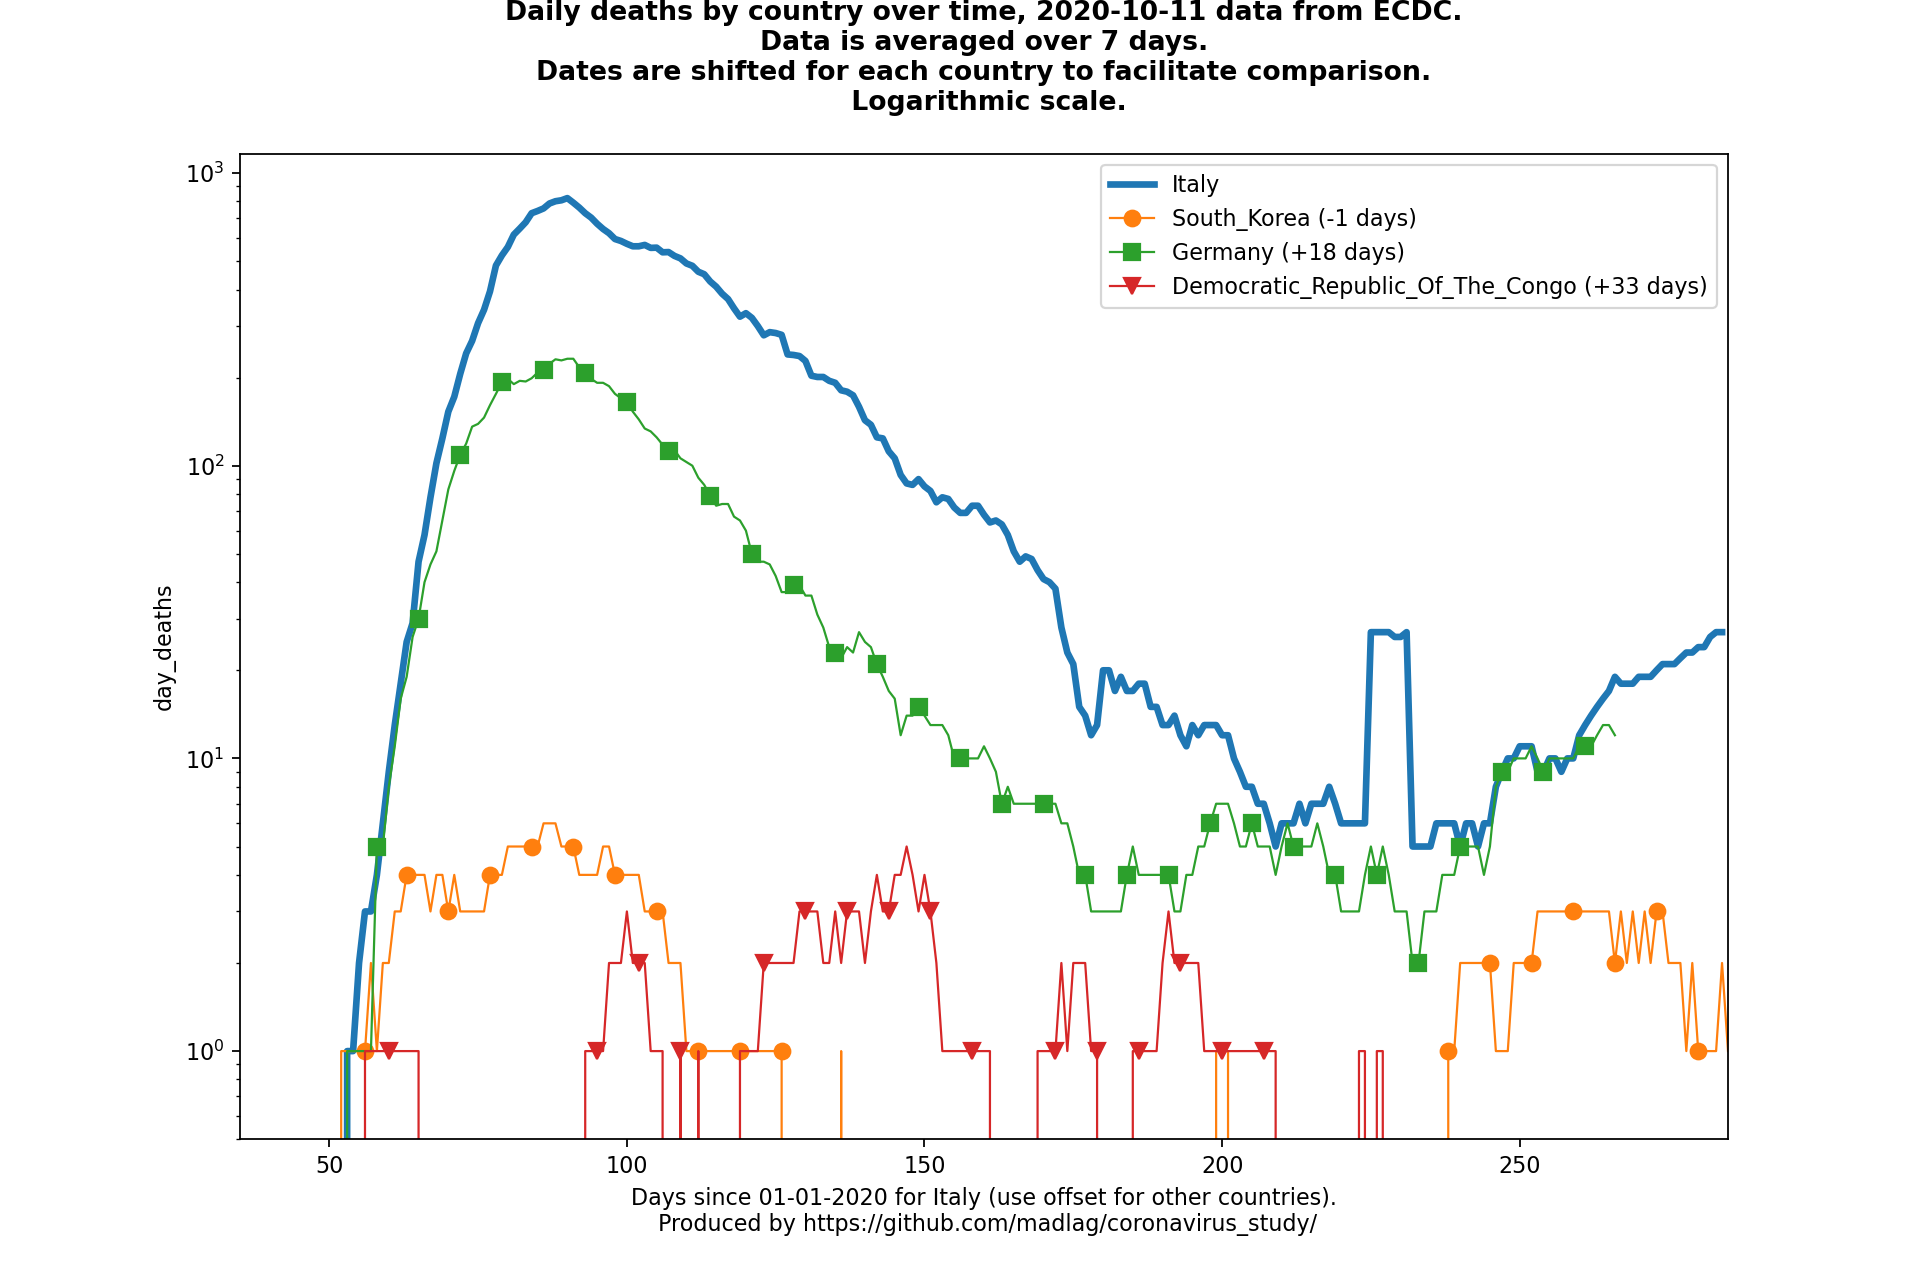 Daily deaths by country over time, 2020-10-11 data from ECDC.
Data is averaged over 7 days.
Dates are shifted for each country to facilitate comparison.
Logarithmic scale.
10³
10²
10¹
10⁰
day_deaths
Italy
South_Korea (-1 days)
Germany (+18 days)
Democratic_Republic_Of_The_Congo (+33 days)
50 100 150 200 250
Days since 01-01-2020 for Italy (use offset for other countries).
Produced by https://github.com/madlag/coronavirus_study/